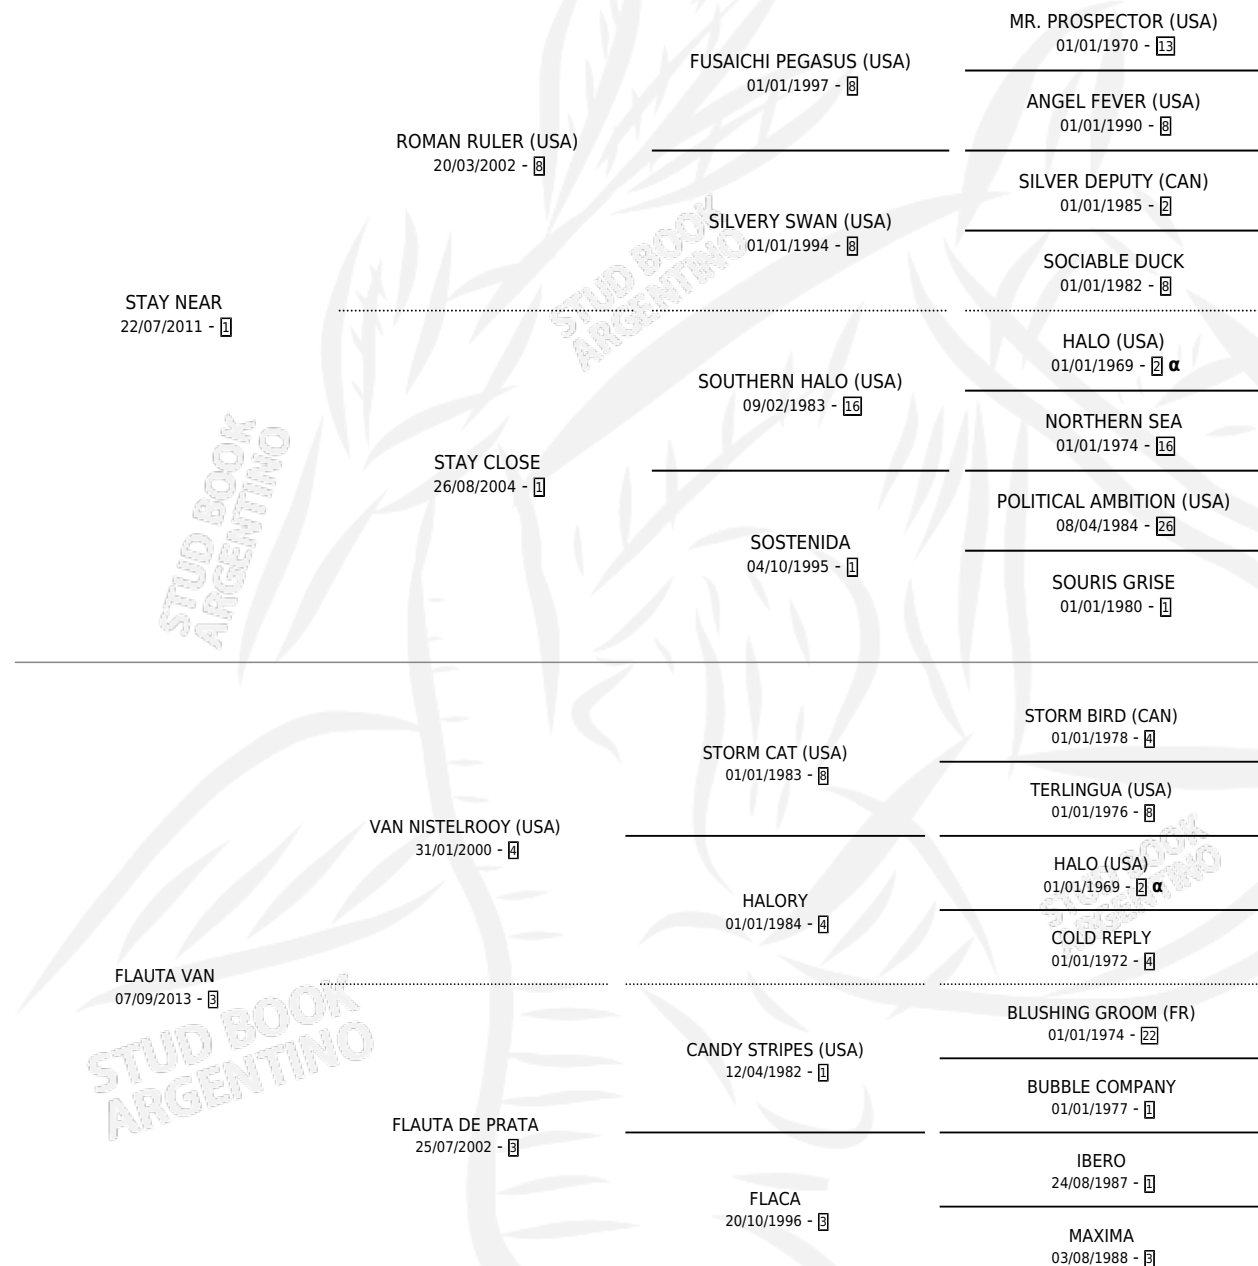 MR. PROSPECTOR (USA)
01/01/1970 - 13
FUSAICHI PEGASUS (USA)
01/01/1997 - 8
ANGEL FEVER (USA)
01/01/1990 - 8
ROMAN RULER (USA)
20/03/2002 - 8
SILVER DEPUTY (CAN)
01/01/1985 - 2
SILVERY SWAN (USA)
01/01/1994 - 8
SOCIABLE DUCK
01/01/1982 - 8
STUD BOOK
ARGENTINO
STAY NEAR
22/07/2011 - 1
HALO (USA)
01/01/1969 - 2 α
SOUTHERN HALO (USA)
09/02/1983 - 16
NORTHERN SEA
01/01/1974 - 16
STAY CLOSE
26/08/2004 - 1
POLITICAL AMBITION (USA)
08/04/1984 - 26
SOSTENIDA
04/10/1995 - 1
SOURIS GRISE
01/01/1980 - 1
STUD BOOK
ARGENTINO
STORM BIRD (CAN)
01/01/1978 - 4
STORM CAT (USA)
01/01/1983 - 8
TERLINGUA (USA)
01/01/1976 - 8
VAN NISTELROOY (USA)
31/01/2000 - 4
HALO (USA)
01/01/1969 - 2 α
HALORY
01/01/1984 - 4
COLD REPLY
01/01/1972 - 4
STUD BOOK
ARGENTINO
FLAUTA VAN
07/09/2013 - 3
BLUSHING GROOM (FR)
01/01/1974 - 22
CANDY STRIPES (USA)
12/04/1982 - 1
BUBBLE COMPANY
01/01/1977 - 1
STUD BOOK
ARGENTINO
FLAUTA DE PRATA
25/07/2002 - 3
IBERO
24/08/1987 - 1
FLACA
20/10/1996 - 3
MAXIMA
03/08/1988 - 3